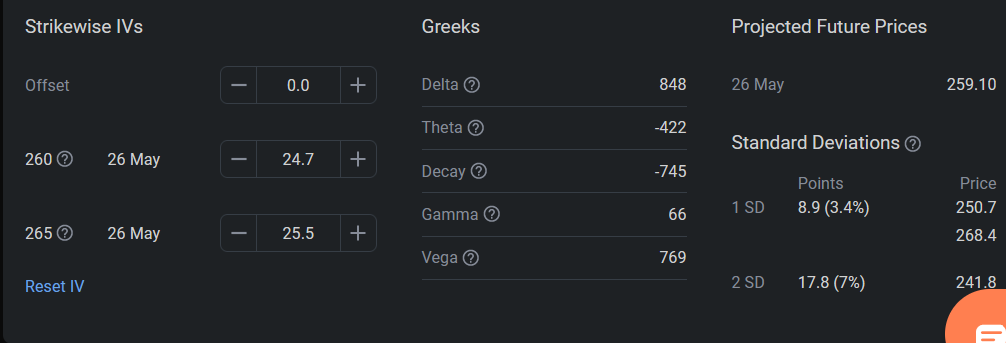 Strikewise IVs
Offset
− 0.0 +
260 26 May
− 24.7 +
265 26 May
− 25.5 +
Reset IV
Greeks
Delta 848
Theta -422
Decay -745
Gamma 66
Vega 769
Projected Future Prices
26 May 259.10
Standard Deviations
Points Price
1 SD 8.9 (3.4%) 250.7
268.4
2 SD 17.8 (7%) 241.8